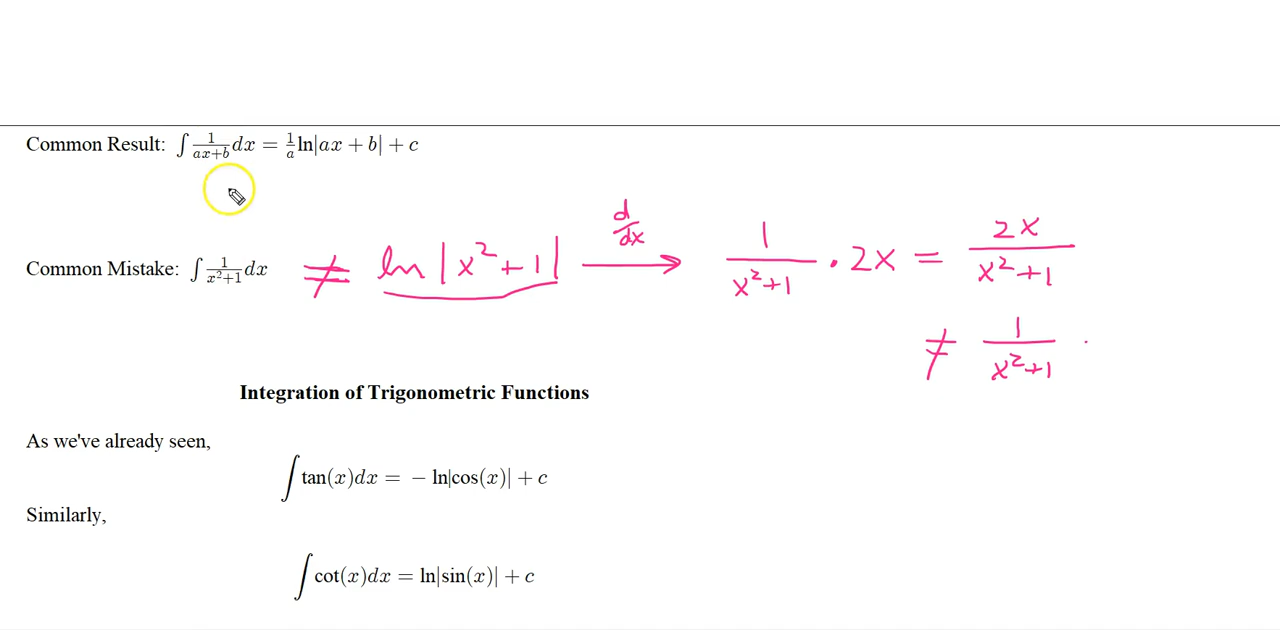 Common Result: ∫ 1/(ax+b) dx = 1/a ln|ax + b| + c
Common Mistake: ∫ 1/(x²+1) dx ≠ ln|x²+1| d/dx → 1/(x²+1) · 2x = 2x/(x²+1)
≠ 1/(x²+1) .
Integration of Trigonometric Functions
As we've already seen,
∫ tan(x)dx = − ln|cos(x)| + c
Similarly,
∫ cot(x)dx = ln|sin(x)| + c